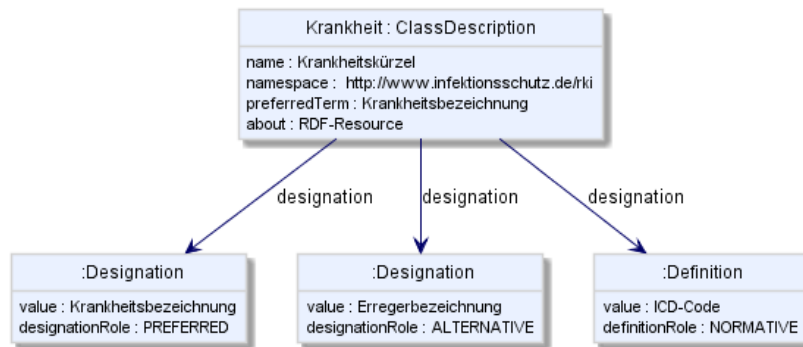 Krankheit : ClassDescription
name : Krankheitskürzel
namespace :  http://www.infektionsschutz.de/rki
preferredTerm : Krankheitsbezeichnung
about : RDF-Resource
designation
designation
designation
:Designation
value : Krankheitsbezeichnung
designationRole : PREFERRED
:Designation
value : Erregerbezeichnung
designationRole : ALTERNATIVE
:Definition
value : ICD-Code
definitionRole : NORMATIVE